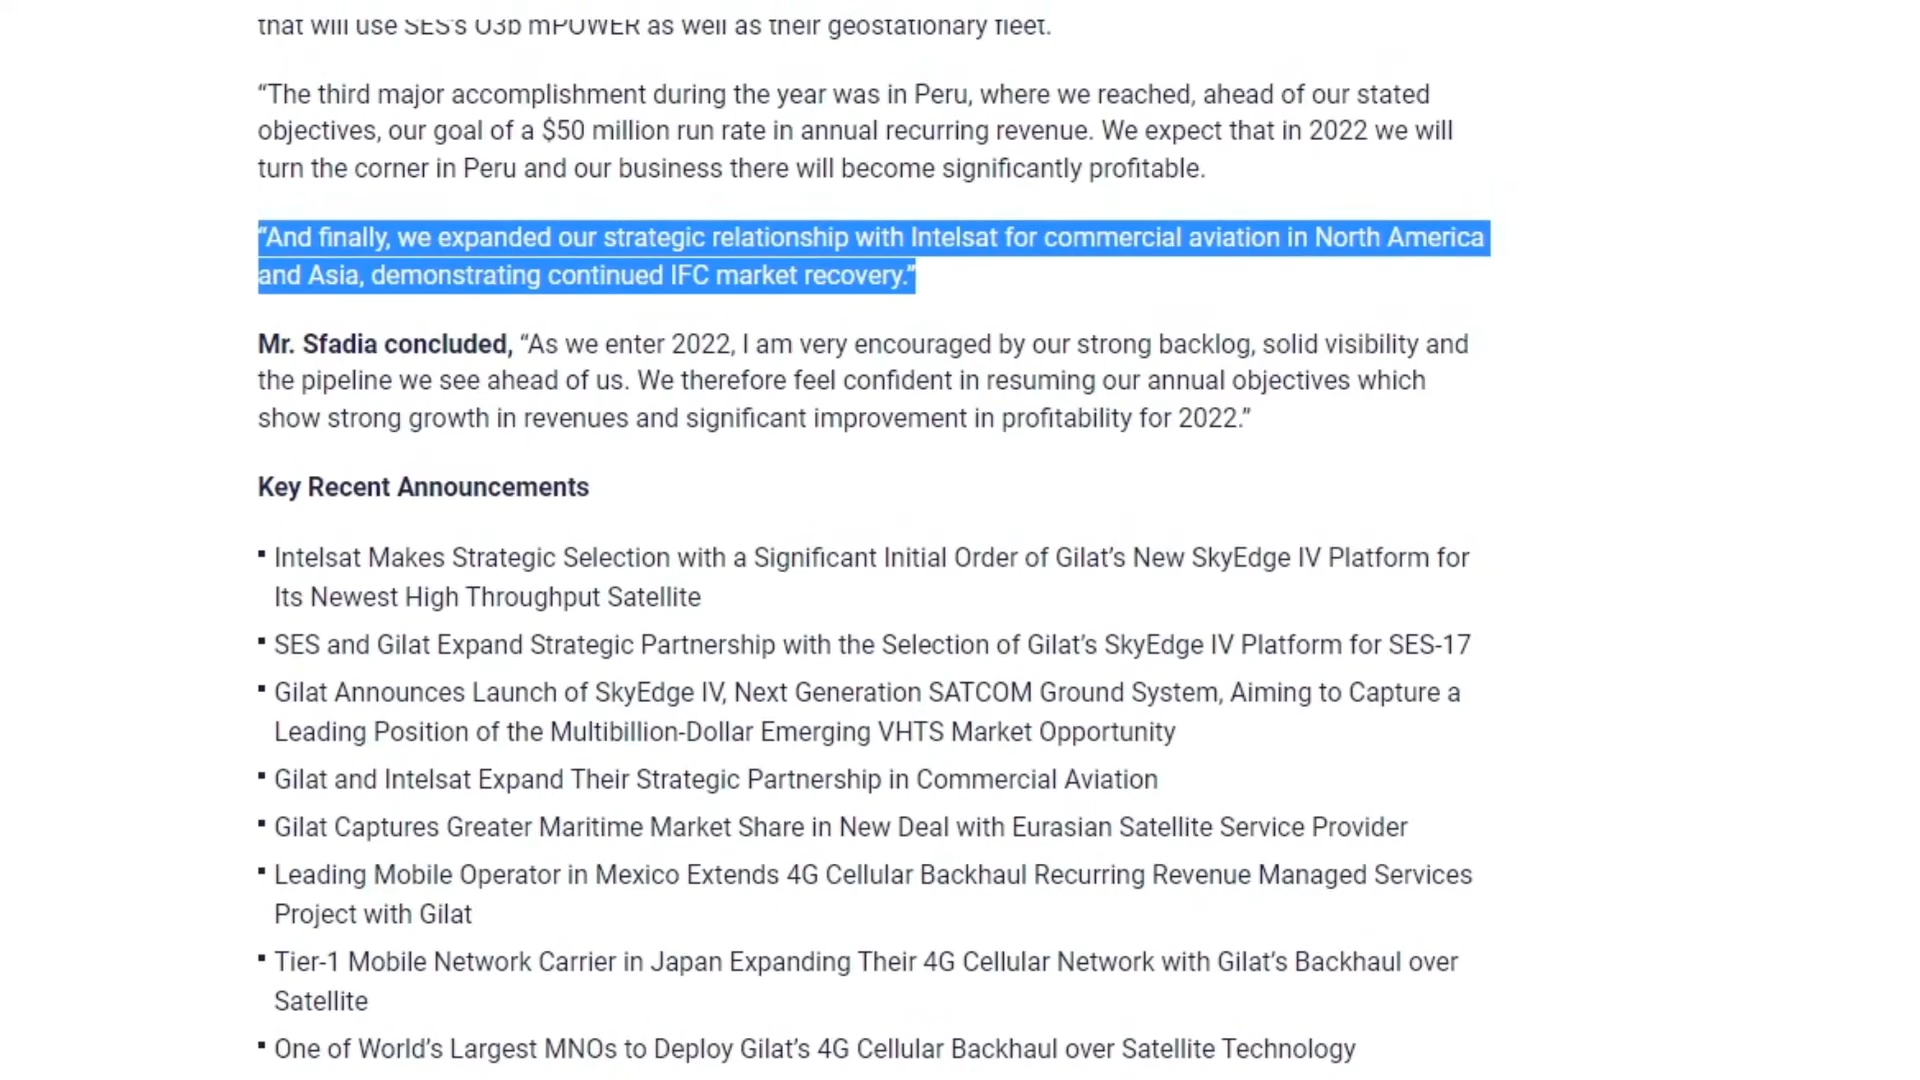 that will use SES's O3b mPOWER as well as their geostationary fleet.
“The third major accomplishment during the year was in Peru, where we reached, ahead of our stated
objectives, our goal of a $50 million run rate in annual recurring revenue. We expect that in 2022 we will
turn the corner in Peru and our business there will become significantly profitable.
“And finally, we expanded our strategic relationship with Intelsat for commercial aviation in North America
and Asia, demonstrating continued IFC market recovery.”
Mr. Sfadia concluded, “As we enter 2022, I am very encouraged by our strong backlog, solid visibility and
the pipeline we see ahead of us. We therefore feel confident in resuming our annual objectives which
show strong growth in revenues and significant improvement in profitability for 2022.”
Key Recent Announcements
▪ Intelsat Makes Strategic Selection with a Significant Initial Order of Gilat’s New SkyEdge IV Platform for
Its Newest High Throughput Satellite
▪ SES and Gilat Expand Strategic Partnership with the Selection of Gilat’s SkyEdge IV Platform for SES-17
▪ Gilat Announces Launch of SkyEdge IV, Next Generation SATCOM Ground System, Aiming to Capture a
Leading Position of the Multibillion-Dollar Emerging VHTS Market Opportunity
▪ Gilat and Intelsat Expand Their Strategic Partnership in Commercial Aviation
▪ Gilat Captures Greater Maritime Market Share in New Deal with Eurasian Satellite Service Provider
▪ Leading Mobile Operator in Mexico Extends 4G Cellular Backhaul Recurring Revenue Managed Services
Project with Gilat
▪ Tier-1 Mobile Network Carrier in Japan Expanding Their 4G Cellular Network with Gilat’s Backhaul over
Satellite
▪ One of World’s Largest MNOs to Deploy Gilat’s 4G Cellular Backhaul over Satellite Technology